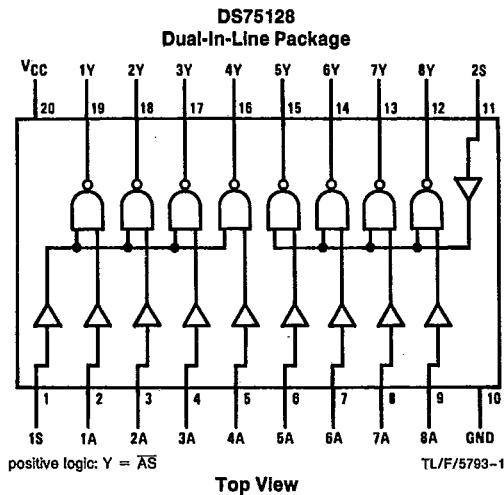 DS75128
Dual-In-Line Package
VCC 1Y 2Y 3Y 4Y 5Y 6Y 7Y 8Y 2S
20 19 18 17 16 15 14 13 12 11
1 2 3 4 5 6 7 8 9 10
1S 1A 2A 3A 4A 5A 6A 7A 8A GND
positive logic: Y = A̅S̅
TL/F/5793–1
Top View